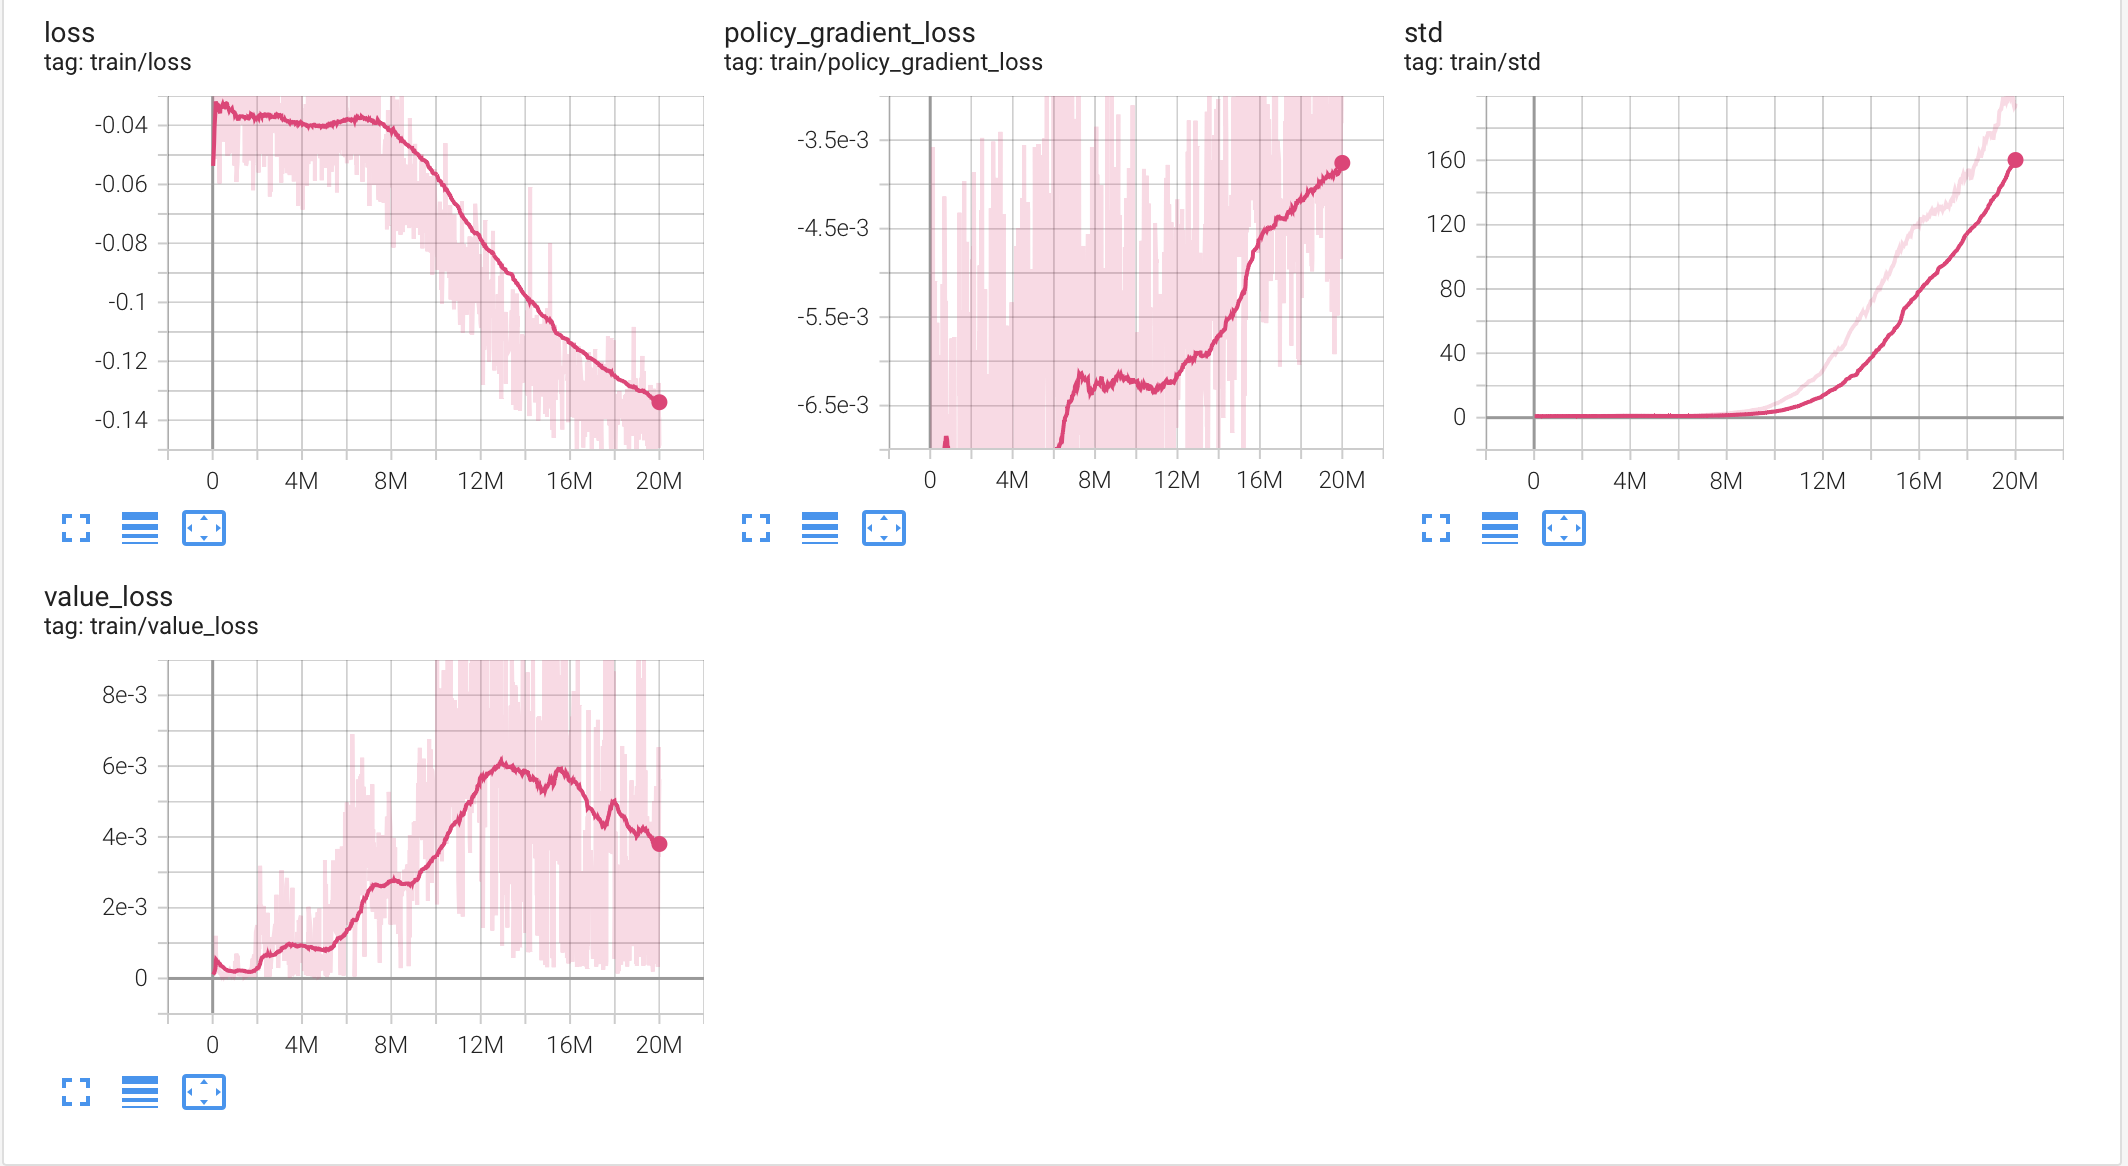 loss
tag: train/loss
-0.04
-0.06
-0.08
-0.1
-0.12
-0.14
0 4M 8M 12M 16M 20M
policy_gradient_loss
tag: train/policy_gradient_loss
-3.5e-3
-4.5e-3
-5.5e-3
-6.5e-3
0 4M 8M 12M 16M 20M
std
tag: train/std
160
120
80
40
0
0 4M 8M 12M 16M 20M
value_loss
tag: train/value_loss
8e-3
6e-3
4e-3
2e-3
0
0 4M 8M 12M 16M 20M